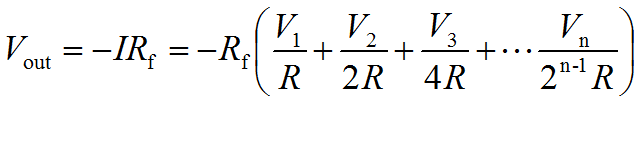 V_out = −IR_f = −R_f ( V_1/R + V_2/2R + V_3/4R + ⋯ V_n/2^{n-1} R )